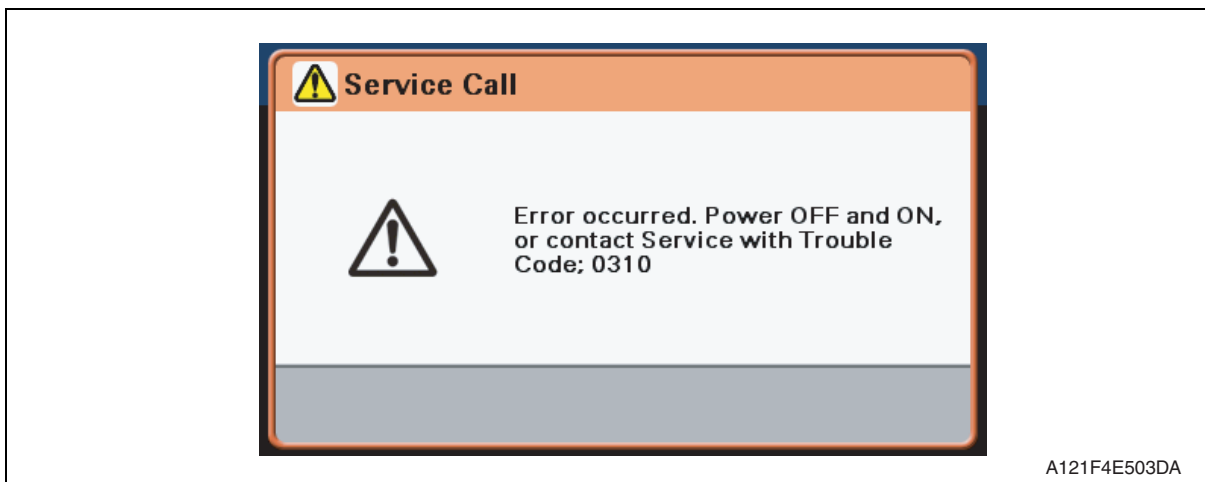 Service Call
Error occurred. Power OFF and ON,
or contact Service with Trouble
Code; 0310
A121F4E503DA